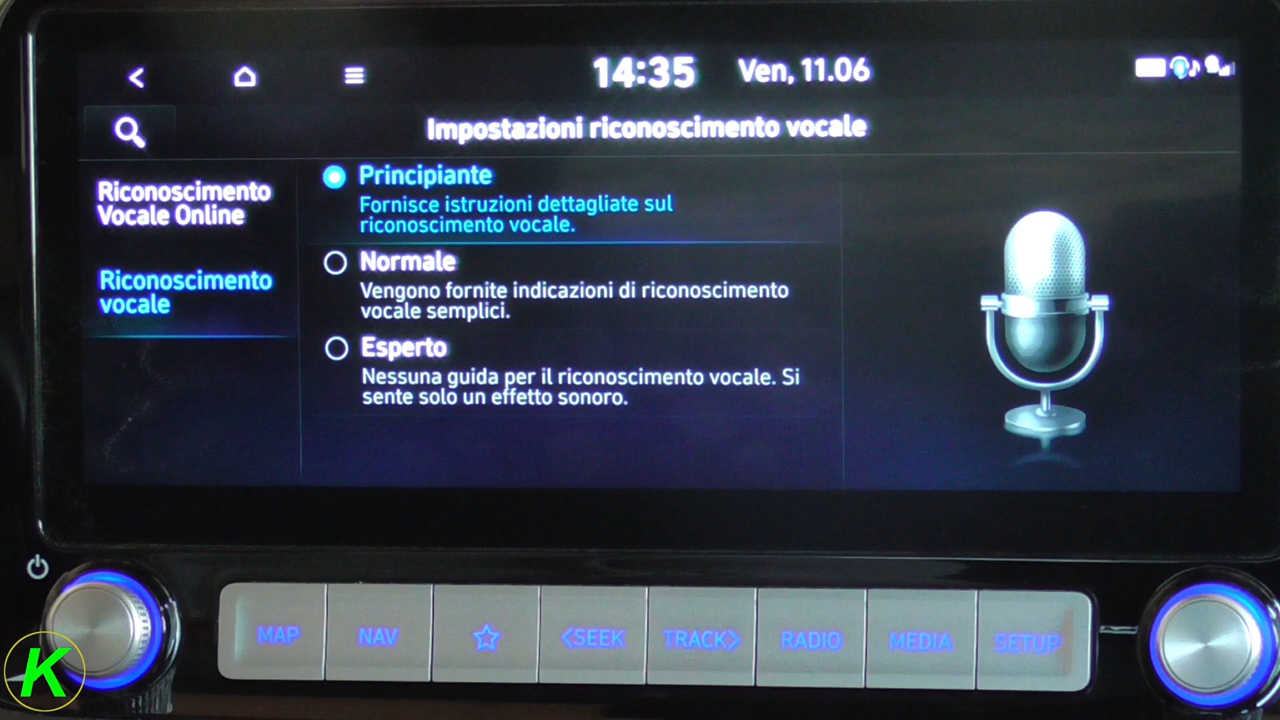 14:35 Ven, 11.06
Impostazioni riconoscimento vocale
Riconoscimento
Vocale Online
Riconoscimento
vocale
Principiante
Fornisce istruzioni dettagliate sul
riconoscimento vocale.
Normale
Vengono fornite indicazioni di riconoscimento
vocale semplici.
Esperto
Nessuna guida per il riconoscimento vocale. Si
sente solo un effetto sonoro.
MAP NAV <SEEK TRACK> RADIO MEDIA SETUP
K